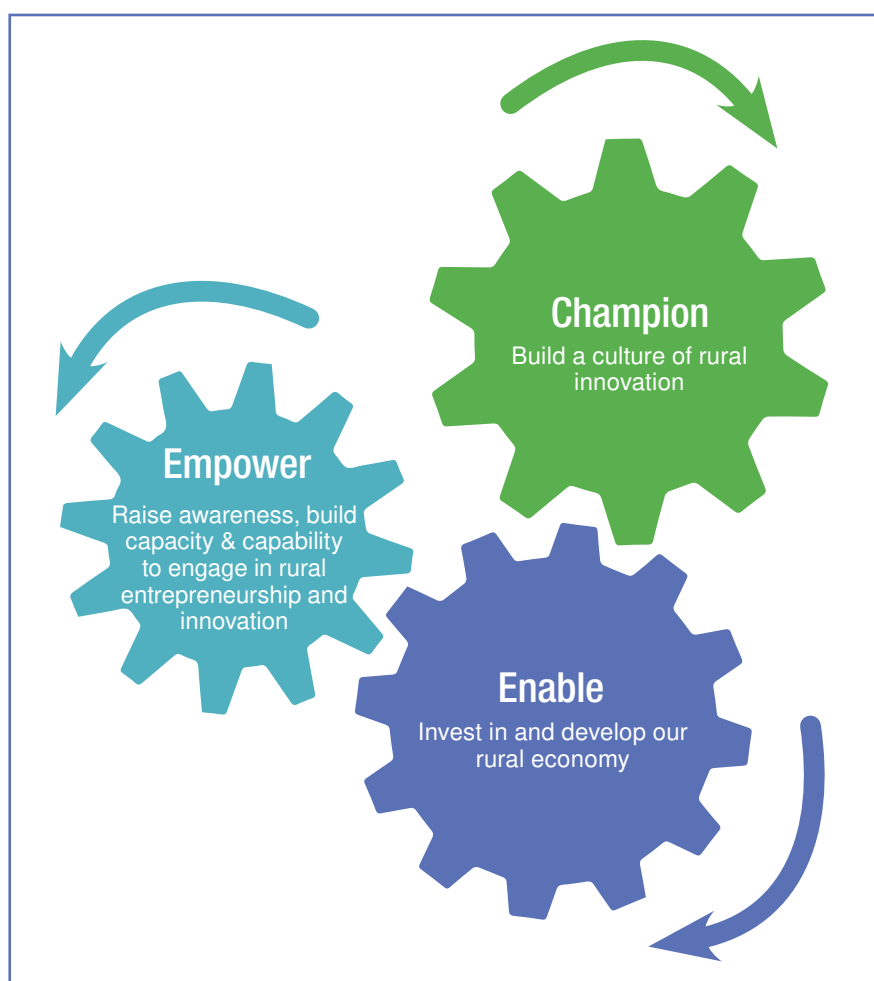 Champion
Build a culture of rural
innovation
Empower
Raise awareness, build
capacity & capability
to engage in rural
entrepreneurship and
innovation
Enable
Invest in and develop our
rural economy